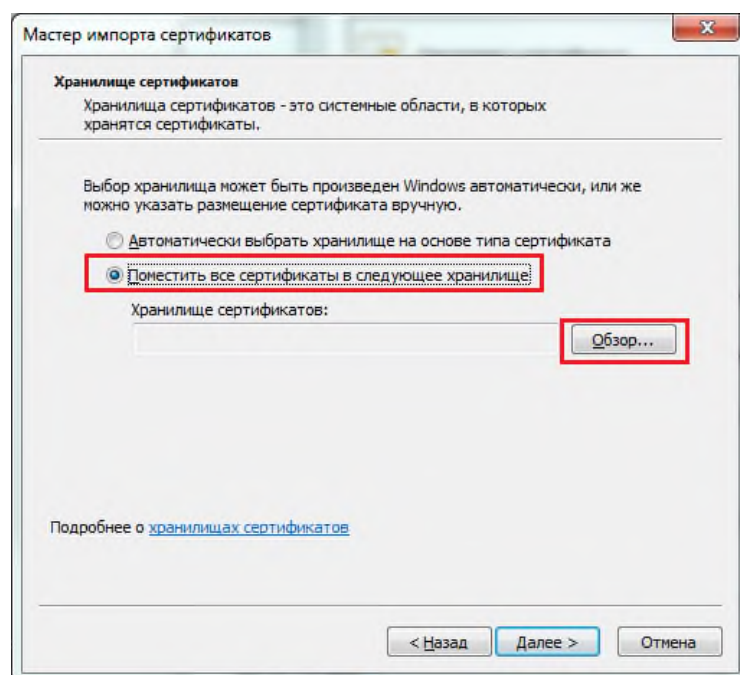 Мастер импорта сертификатов
Хранилище сертификатов
Хранилища сертификатов - это системные области, в которых
хранятся сертификаты.
Выбор хранилища может быть произведен Windows автоматически, или же
можно указать размещение сертификата вручную.
Автоматически выбрать хранилище на основе типа сертификата
Поместить все сертификаты в следующее хранилище
Хранилище сертификатов:
Обзор...
Подробнее о хранилищах сертификатов
< Назад
Далее >
Отмена